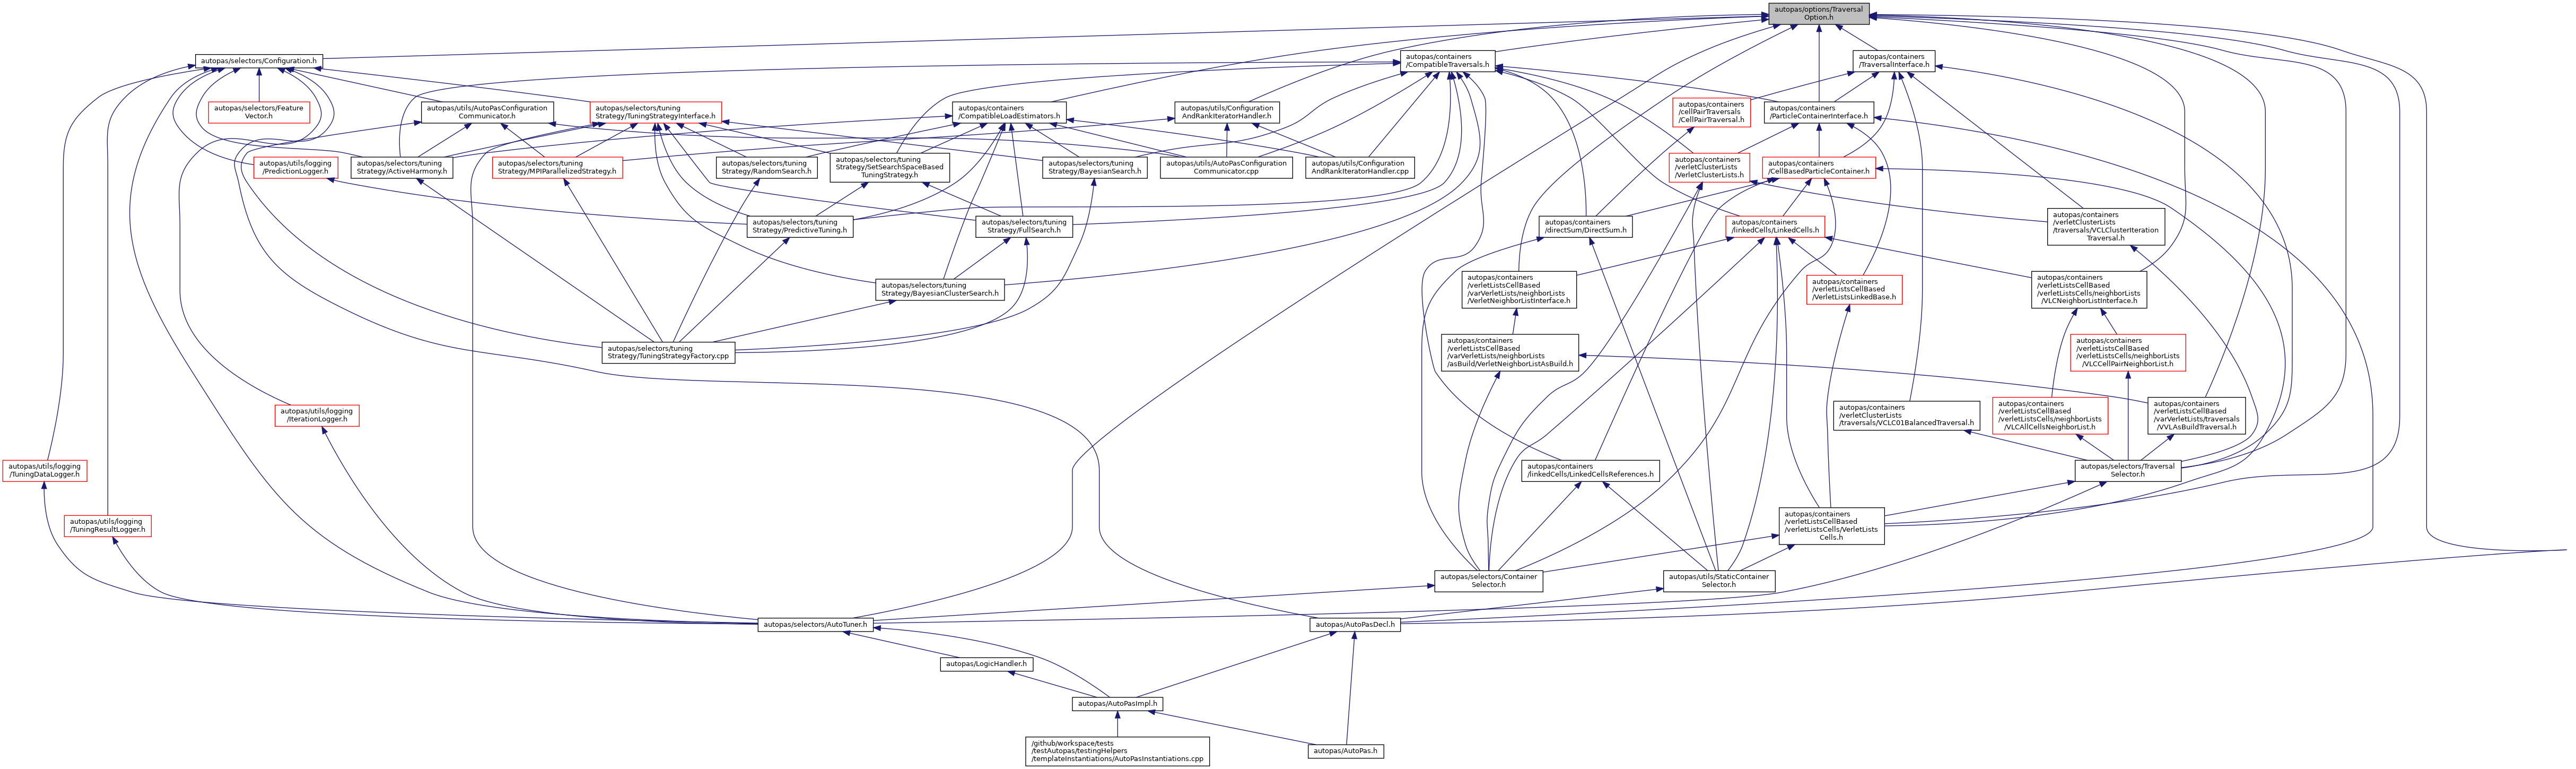 autopas/options/Traversal
Option.h
autopas/selectors/Configuration.h
autopas/containers
/CompatibleTraversals.h
autopas/containers
/TraversalInterface.h
autopas/selectors/Feature
Vector.h
autopas/utils/AutoPasConfiguration
Communicator.h
autopas/selectors/tuning
Strategy/TuningStrategyInterface.h
autopas/containers
/CompatibleLoadEstimators.h
autopas/utils/Configuration
AndRankIteratorHandler.h
autopas/containers
/cellPairTraversals
/CellPairTraversal.h
autopas/containers
/ParticleContainerInterface.h
autopas/utils/logging
/PredictionLogger.h
autopas/selectors/tuning
Strategy/ActiveHarmony.h
autopas/selectors/tuning
Strategy/MPIParallelizedStrategy.h
autopas/selectors/tuning
Strategy/RandomSearch.h
autopas/selectors/tuning
Strategy/SetSearchSpaceBased
TuningStrategy.h
autopas/selectors/tuning
Strategy/BayesianSearch.h
autopas/utils/AutoPasConfiguration
Communicator.cpp
autopas/utils/Configuration
AndRankIteratorHandler.cpp
autopas/containers
/verletClusterLists
/VerletClusterLists.h
autopas/containers
/CellBasedParticleContainer.h
autopas/selectors/tuning
Strategy/PredictiveTuning.h
autopas/selectors/tuning
Strategy/FullSearch.h
autopas/containers
/directSum/DirectSum.h
autopas/containers
/linkedCells/LinkedCells.h
autopas/containers
/verletClusterLists
/traversals/VCLClusterIteration
Traversal.h
autopas/selectors/tuning
Strategy/BayesianClusterSearch.h
autopas/containers
/verletListsCellBased
/varVerletLists/neighborLists
/VerletNeighborListInterface.h
autopas/containers
/verletListsCellBased
/VerletListsLinkedBase.h
autopas/containers
/verletListsCellBased
/verletListsCells/neighborLists
/VLCNeighborListInterface.h
autopas/selectors/tuning
Strategy/TuningStrategyFactory.cpp
autopas/containers
/verletListsCellBased
/varVerletLists/neighborLists
/asBuild/VerletNeighborListAsBuild.h
autopas/containers
/verletListsCellBased
/verletListsCells/neighborLists
/VLCCellPairNeighborList.h
autopas/utils/logging
/IterationLogger.h
autopas/containers
/verletClusterLists
/traversals/VCLC01BalancedTraversal.h
autopas/containers
/verletListsCellBased
/verletListsCells/neighborLists
/VLCAllCellsNeighborList.h
autopas/containers
/verletListsCellBased
/varVerletLists/traversals
/VVLAsBuildTraversal.h
autopas/utils/logging
/TuningDataLogger.h
autopas/containers
/linkedCells/LinkedCellsReferences.h
autopas/selectors/Traversal
Selector.h
autopas/utils/logging
/TuningResultLogger.h
autopas/containers
/verletListsCellBased
/verletListsCells/VerletLists
Cells.h
autopas/selectors/Container
Selector.h
autopas/utils/StaticContainer
Selector.h
autopas/selectors/AutoTuner.h
autopas/AutoPasDecl.h
autopas/LogicHandler.h
autopas/AutoPasImpl.h
/github/workspace/tests
/testAutopas/testingHelpers
/templateInstantiations/AutoPasInstantiations.cpp
autopas/AutoPas.h